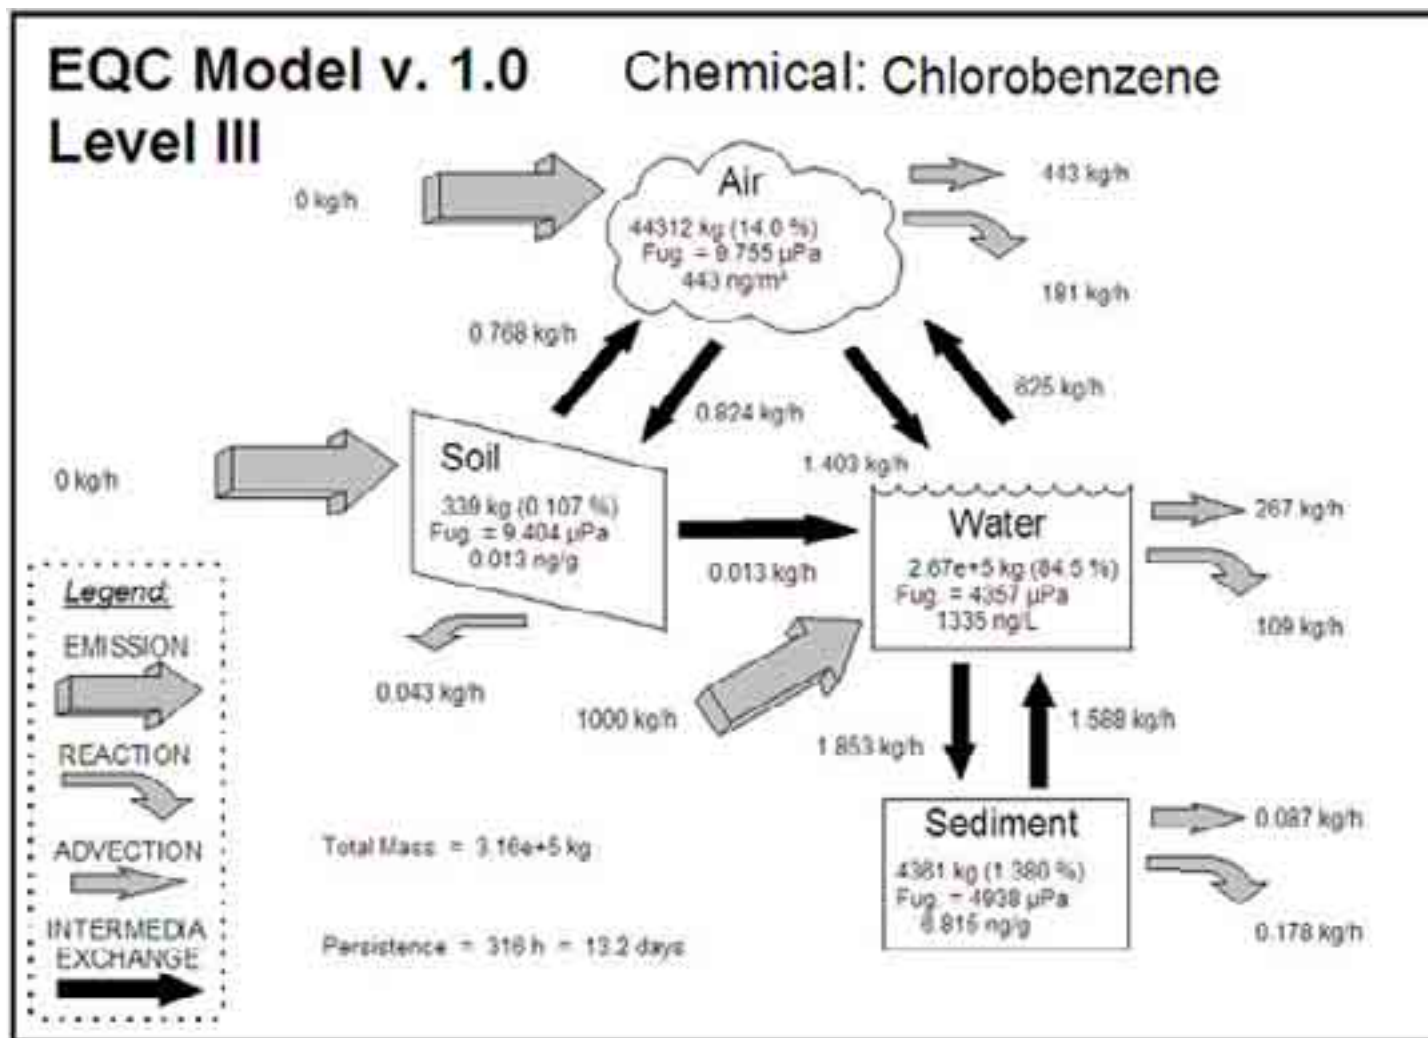 EQC Model v. 1.0
Level III
Chemical: Chlorobenzene
0 kg/h
Air
44312 kg (14.0 %)
Fug. = 9.755 µPa
443 ng/m³
443 kg/h
181 kg/h
0.768 kg/h
0.824 kg/h
1.403 kg/h
625 kg/h
0 kg/h
Soil
339 kg (0.107 %)
Fug. = 9.404 µPa
0.013 ng/g
0.013 kg/h
0.043 kg/h
Water
2.67e+5 kg (84.5 %)
Fug. = 4357 µPa
1335 ng/L
267 kg/h
109 kg/h
1000 kg/h
1.853 kg/h
1.588 kg/h
Sediment
4361 kg (1.380 %)
Fug. = 4938 µPa
6.815 ng/g
0.087 kg/h
0.178 kg/h
Legend:
EMISSION
REACTION
ADVECTION
INTERMEDIA
EXCHANGE
Total Mass = 3.16e+5 kg
Persistence = 316 h = 13.2 days